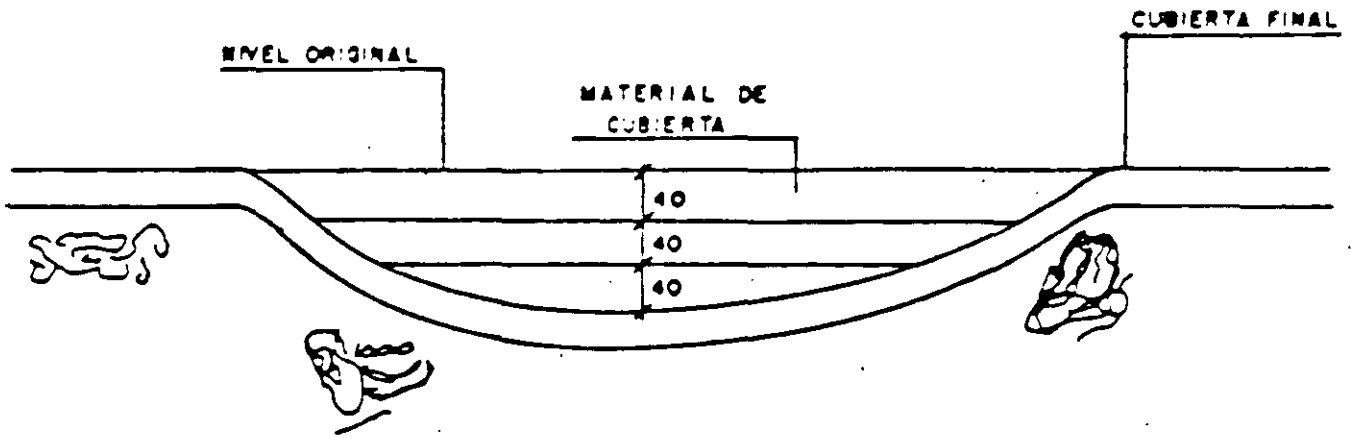 CUBIERTA FINAL
NIVEL ORIGINAL
MATERIAL DE
CUBIERTA
40
40
40